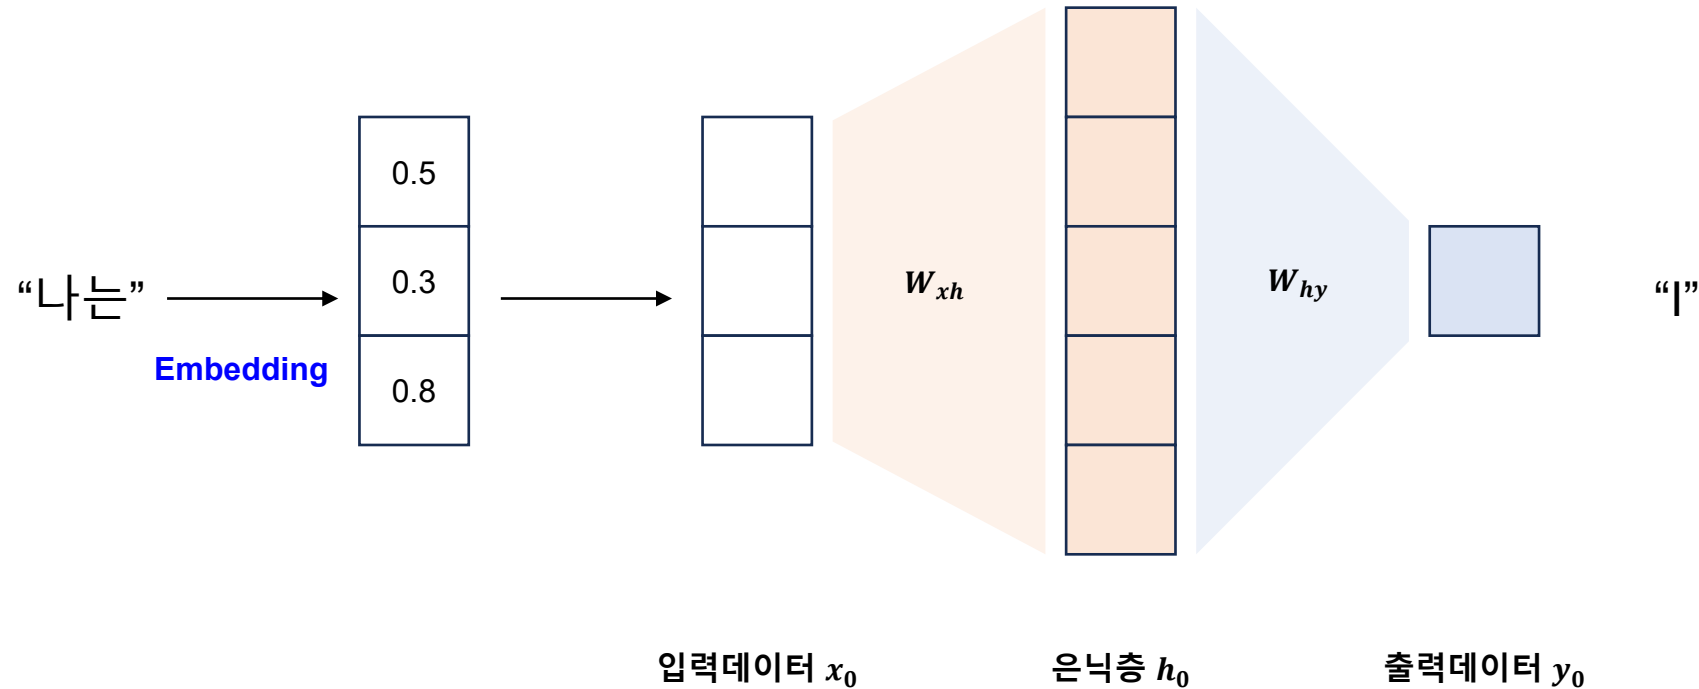 “나는”
Embedding
0.5
0.3
0.8
W_xh
W_hy
“I”
입력데이터 x_0
은닉층 h_0
출력데이터 y_0